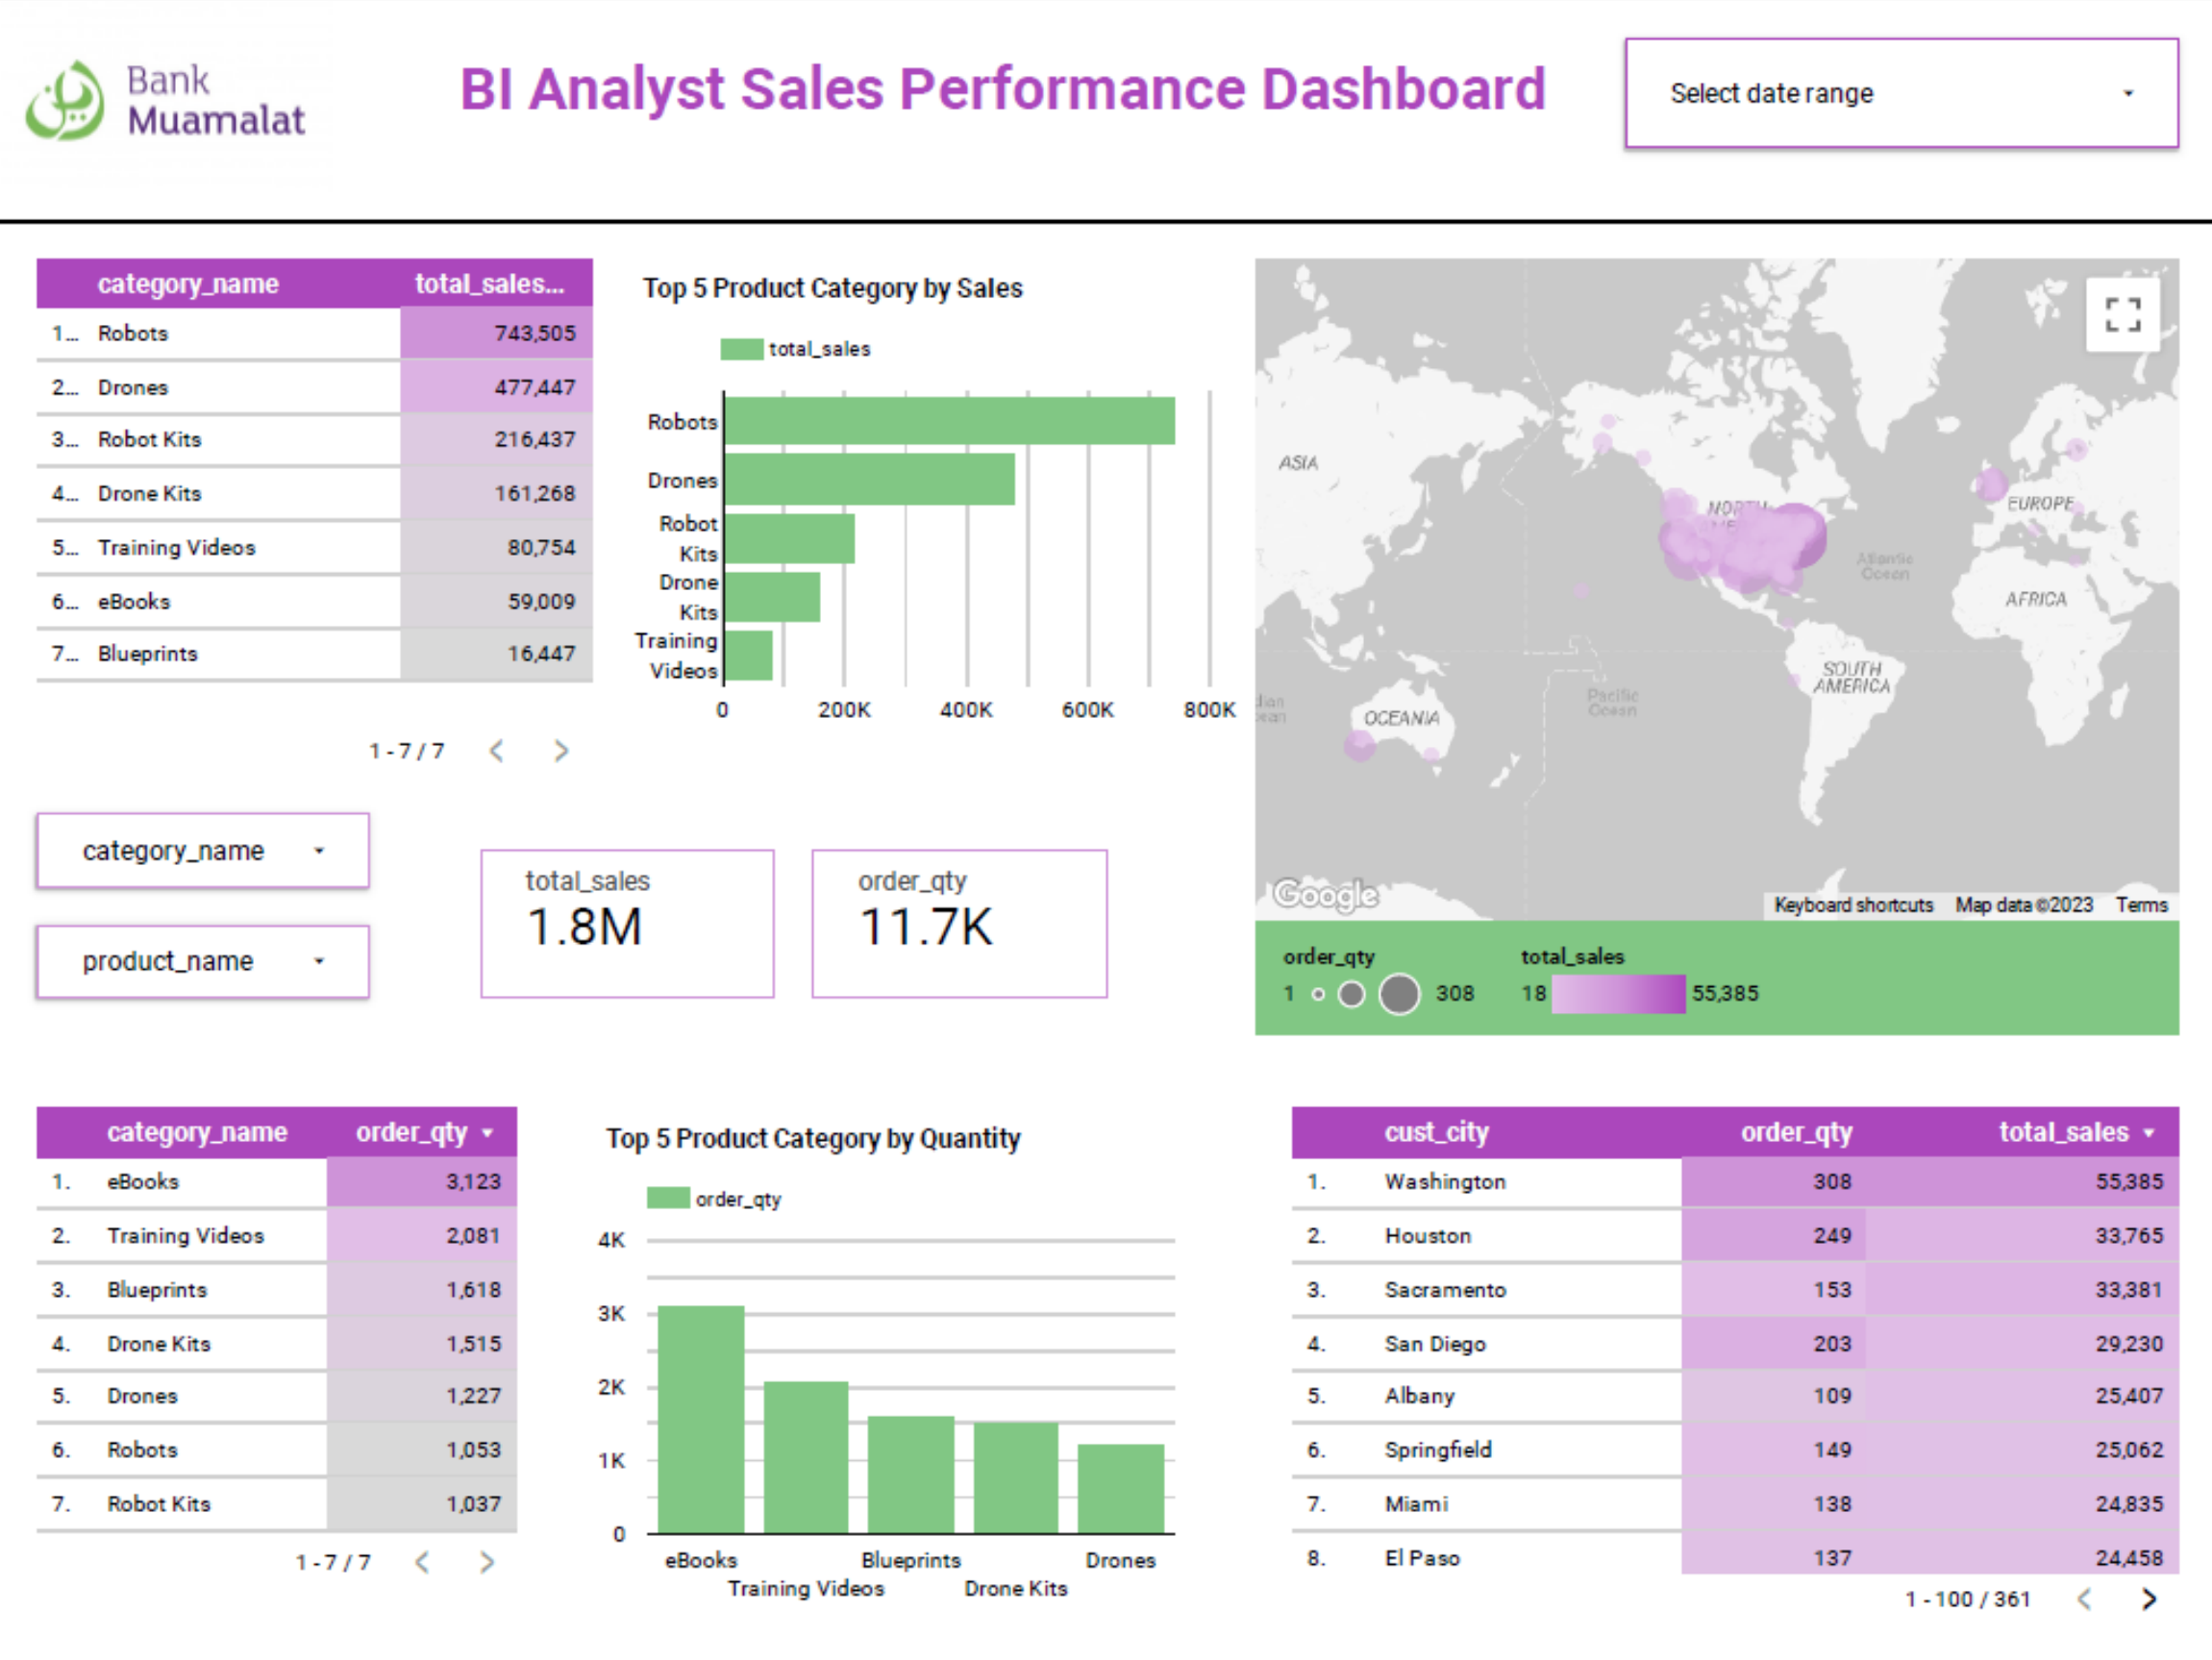 Bank
Muamalat
BI Analyst Sales Performance Dashboard
Select date range
category_name total_sales...
1... Robots 743,505
2... Drones 477,447
3... Robot Kits 216,437
4... Drone Kits 161,268
5... Training Videos 80,754
6... eBooks 59,009
7... Blueprints 16,447
1 - 7 / 7
Top 5 Product Category by Sales
total_sales
Robots
Drones
Robot
Kits
Drone
Kits
Training
Videos
0 200K 400K 600K 800K
ASIA
NORTH
EUROPE
Atlantic
Ocean
AFRICA
SOUTH
AMERICA
Pacific
Ocean
OCEANIA
Google
Keyboard shortcuts Map data ©2023 Terms
order_qty
1 308
total_sales
18 55,385
category_name
product_name
total_sales
1.8M
order_qty
11.7K
category_name order_qty
1. eBooks 3,123
2. Training Videos 2,081
3. Blueprints 1,618
4. Drone Kits 1,515
5. Drones 1,227
6. Robots 1,053
7. Robot Kits 1,037
1 - 7 / 7
Top 5 Product Category by Quantity
order_qty
4K
3K
2K
1K
0
eBooks Blueprints Drones
Training Videos Drone Kits
cust_city order_qty total_sales
1. Washington 308 55,385
2. Houston 249 33,765
3. Sacramento 153 33,381
4. San Diego 203 29,230
5. Albany 109 25,407
6. Springfield 149 25,062
7. Miami 138 24,835
8. El Paso 137 24,458
1 - 100 / 361